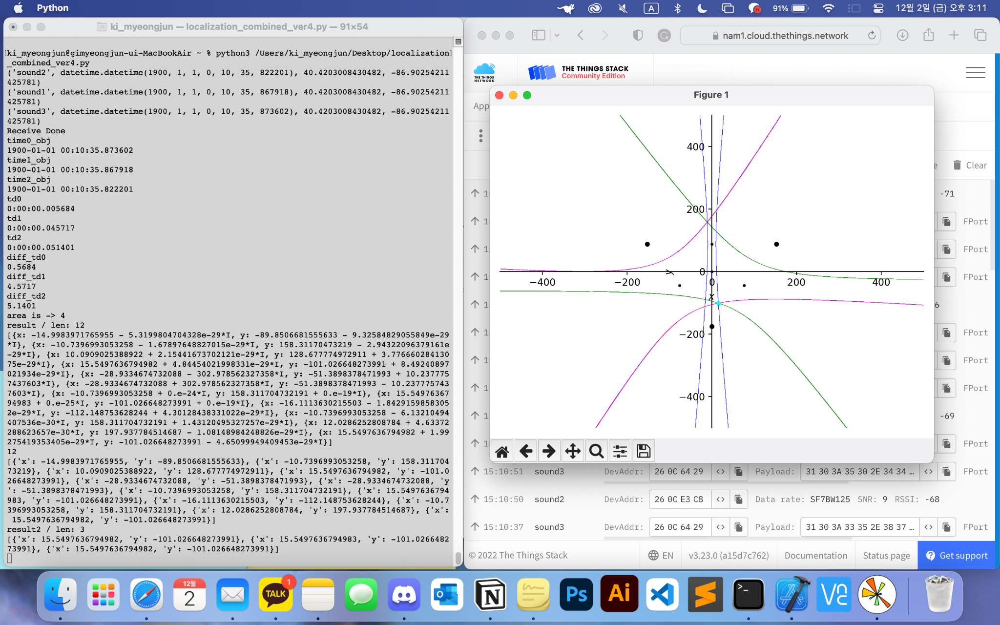 Python
A
91%
12월 2일 (금) 오후 3:11
ki_myeongjun — localization_combined_ver4.py — 91×54
[ki_myeongjun@gimyeongjun-ui-MacBookAir ~ % python3 /Users/ki_myeongjun/Desktop/localization]
_combined_ver4.py
('sound2', datetime.datetime(1900, 1, 1, 0, 10, 35, 822201), 40.4203008430482, -86.90254211
425781)
('sound1', datetime.datetime(1900, 1, 1, 0, 10, 35, 867918), 40.4203008430482, -86.90254211
425781)
('sound3', datetime.datetime(1900, 1, 1, 0, 10, 35, 873602), 40.4203008430482, -86.90254211
425781)
Receive Done
time0_obj
1900-01-01 00:10:35.873602
time1_obj
1900-01-01 00:10:35.867918
time2_obj
1900-01-01 00:10:35.822201
td0
0:00:00.005684
td1
0:00:00.045717
td2
0:00:00.051401
diff_td0
0.5684
diff_td1
4.5717
diff_td2
5.1401
area is -> 4
result / len: 12
[{x: -14.9983971765955 - 5.3199804704328e-29*I, y: -89.8506681555633 - 9.32584829055849e-29
*I}, {x: -10.7396993053258 - 1.67897648827015e-29*I, y: 158.31170473219 - 2.94322096379161e
-29*I}, {x: 10.0909025388922 + 2.15441673702121e-29*I, y: 128.677774972911 + 3.776660284130
75e-29*I}, {x: 15.5497636794982 + 4.84454021998331e-29*I, y: -101.026648273991 + 8.49240897
021934e-29*I}, {x: -28.9334674732088 - 302.978562327358*I, y: -51.3898378471993 + 10.237775
7437603*I}, {x: -28.9334674732088 + 302.978562327358*I, y: -51.3898378471993 - 10.237775743
7603*I}, {x: -10.7396993053258 + 0.e-24*I, y: 158.311704732191 + 0.e-19*I}, {x: 15.54976367
94983 + 0.e-25*I, y: -101.026648273991 + 0.e-19*I}, {x: -16.1113630215503 - 1.8429159858305
2e-29*I, y: -112.148753628244 + 4.30128438331022e-29*I}, {x: -10.7396993053258 - 6.13210494
407536e-30*I, y: 158.311704732191 + 1.43120495327257e-29*I}, {x: 12.0286252808784 + 4.63372
288623657e-30*I, y: 197.937784514687 - 1.08148984248826e-29*I}, {x: 15.5497636794982 + 1.99
275419353405e-29*I, y: -101.026648273991 - 4.65099949409453e-29*I}]
12
[{'x': -14.9983971765955, 'y': -89.8506681555633}, {'x': -10.7396993053258, 'y': 158.311704
73219}, {'x': 10.0909025388922, 'y': 128.677774972911}, {'x': 15.5497636794982, 'y': -101.0
26648273991}, {'x': -28.9334674732088, 'y': -51.3898378471993}, {'x': -28.9334674732088, 'y
': -51.3898378471993}, {'x': -10.7396993053258, 'y': 158.311704732191}, {'x': 15.5497636794
983, 'y': -101.026648273991}, {'x': -16.1113630215503, 'y': -112.148753628244}, {'x': -10.7
396993053258, 'y': 158.311704732191}, {'x': 12.0286252808784, 'y': 197.937784514687}, {'x':
 15.5497636794982, 'y': -101.026648273991}]
result2 / len: 3
[{'x': 15.5497636794982, 'y': -101.026648273991}, {'x': 15.5497636794983, 'y': -101.0266482
73991}, {'x': 15.5497636794982, 'y': -101.026648273991}]
nam1.cloud.thethings.network
THE THINGS
NETWORK
THE THINGS STACK
Community Edition
App
e
Clear
Figure 1
400
200
0
−400
−200
0
200
400
x
y
−200
−400
-71
FPort
FPort
FPort
6
FPort
FPort
FPort
-69
FPort
15:10:51 sound3 DevAddr: 26 0C 64 29 <> Payload: 31 30 3A 35 30 2E 34 34 … <> FPort
15:10:50 sound2 DevAddr: 26 0C E3 C8 <> Data rate: SF7BW125 SNR: 9 RSSI: -68
15:10:37 sound3 DevAddr: 26 0C 64 29 <> Payload: 31 30 3A 33 35 2E 38 37 … <> FPort
© 2022 The Things Stack
EN
v3.23.0 (a15d7c762)
Documentation
Status page
Get support
12월
2
TALK
1
Ps
Ai